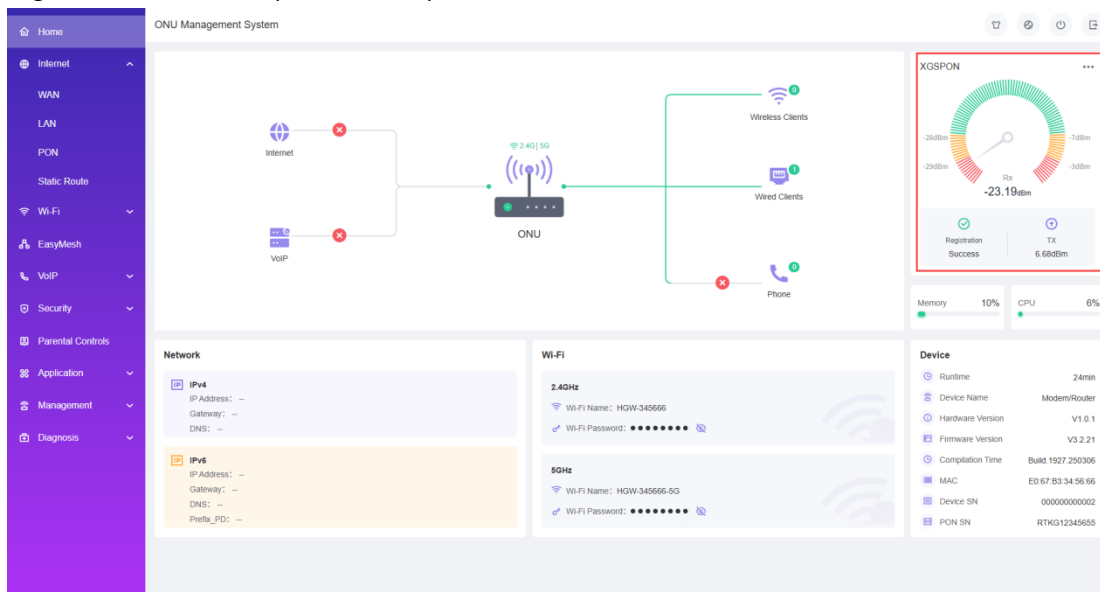 Home
ONU Management System
Internet
WAN
LAN
PON
Static Route
Wi-Fi
EasyMesh
VoIP
Security
Parental Controls
Application
Management
Diagnosis
Internet
VoIP
2.4G| 5G
ONU
0
Wireless Clients
1
Wired Clients
0
Phone
XGSPON
-28dBm
-7dBm
-29dBm
-3dBm
Rx
-23.19dBm
Registration
Success
TX
6.68dBm
Memory 10%
CPU 6%
Network
IP IPv4
IP Address: --
Gateway: --
DNS: --
IP IPv6
IP Address: --
Gateway: --
DNS: --
Prefix_PD: --
Wi-Fi
2.4GHz
Wi-Fi Name: HGW-345666
Wi-Fi Password: ●●●●●●●●
5GHz
Wi-Fi Name: HGW-345666-5G
Wi-Fi Password: ●●●●●●●●
Device
Runtime 24min
Device Name Modem/Router
Hardware Version V1.0.1
Firmware Version V3.2.21
Compilation Time Build.1927.250306
MAC E0:67:B3:34:56:66
Device SN 000000000002
PON SN RTKG12345655